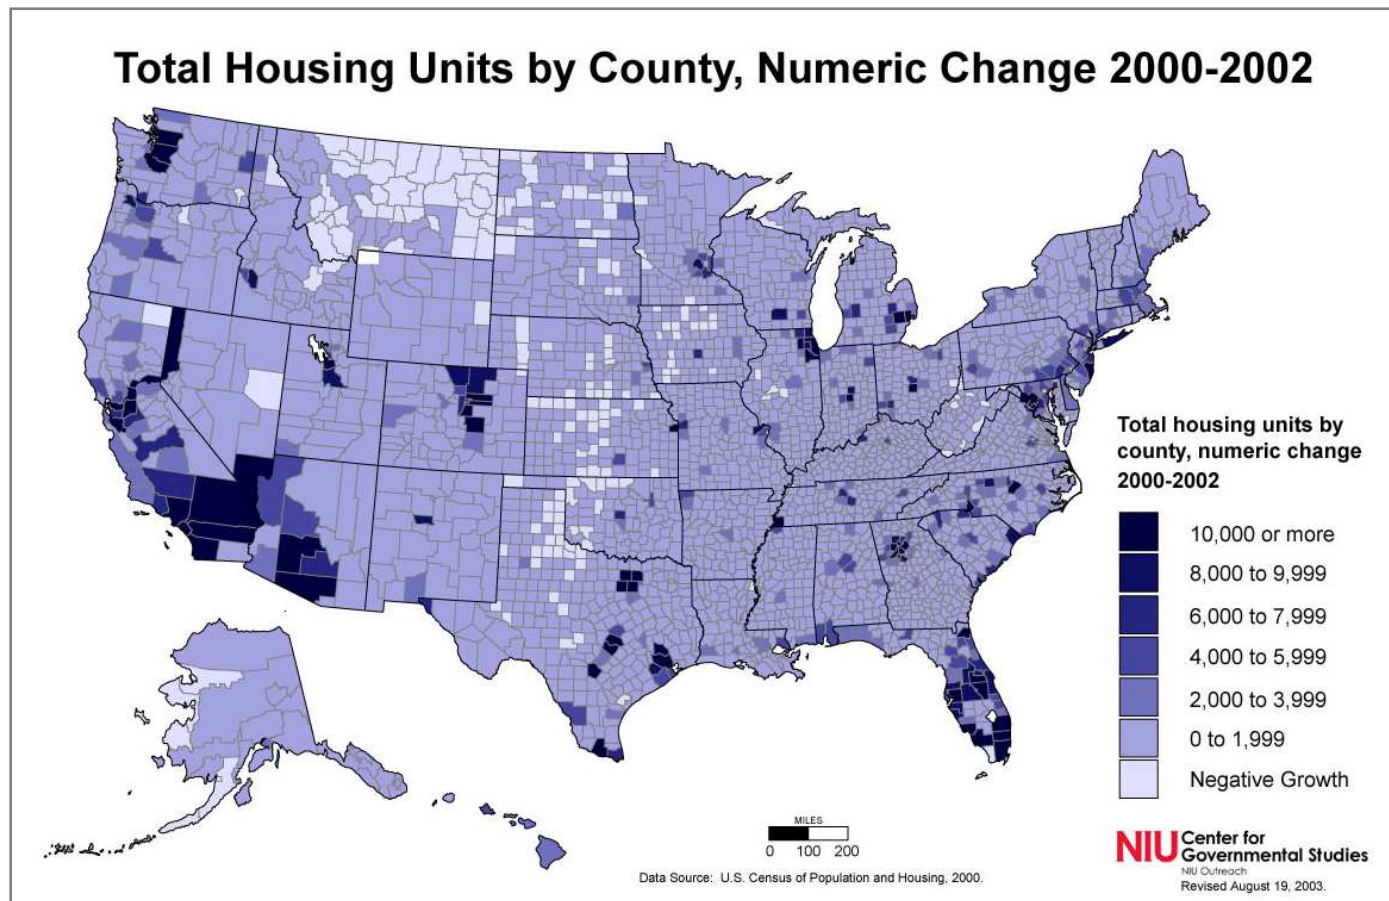 Total Housing Units by County, Numeric Change 2000-2002
Total housing units by
county, numeric change
2000-2002
10,000 or more
8,000 to 9,999
6,000 to 7,999
4,000 to 5,999
2,000 to 3,999
0 to 1,999
Negative Growth
MILES
0 100 200
Data Source: U.S. Census of Population and Housing, 2000.
NIU Center for
Governmental Studies
NIU Outreach
Revised August 19, 2003.